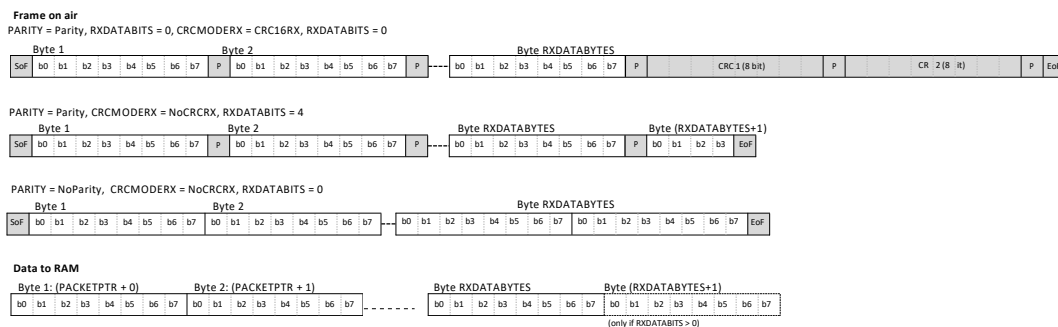 Frame on air
PARITY = Parity, RXDATABITS = 0, CRCMODERX = CRC16RX, RXDATABITS = 0
Byte 1 Byte 2 Byte RXDATABYTES
SoF b0 b1 b2 b3 b4 b5 b6 b7 P b0 b1 b2 b3 b4 b5 b6 b7 P b0 b1 b2 b3 b4 b5 b6 b7 P CRC 1 (8 bit) P CR 2 (8 it) P EoF
PARITY = Parity, CRCMODERX = NoCRCRX, RXDATABITS = 4
Byte 1 Byte 2 Byte RXDATABYTES Byte (RXDATABYTES+1)
SoF b0 b1 b2 b3 b4 b5 b6 b7 P b0 b1 b2 b3 b4 b5 b6 b7 P b0 b1 b2 b3 b4 b5 b6 b7 P b0 b1 b2 b3 EoF
PARITY = NoParity, CRCMODERX = NoCRCRX, RXDATABITS = 0
Byte 1 Byte 2 Byte RXDATABYTES
SoF b0 b1 b2 b3 b4 b5 b6 b7 b0 b1 b2 b3 b4 b5 b6 b7 b0 b1 b2 b3 b4 b5 b6 b7 b0 b1 b2 b3 b4 b5 b6 b7 EoF
Data to RAM
Byte 1: (PACKETPTR + 0) Byte 2: (PACKETPTR + 1) Byte RXDATABYTES Byte (RXDATABYTES+1)
b0 b1 b2 b3 b4 b5 b6 b7 b0 b1 b2 b3 b4 b5 b6 b7 b0 b1 b2 b3 b4 b5 b6 b7 b0 b1 b2 b3 b4 b5 b6 b7
(only if RXDATABITS > 0)